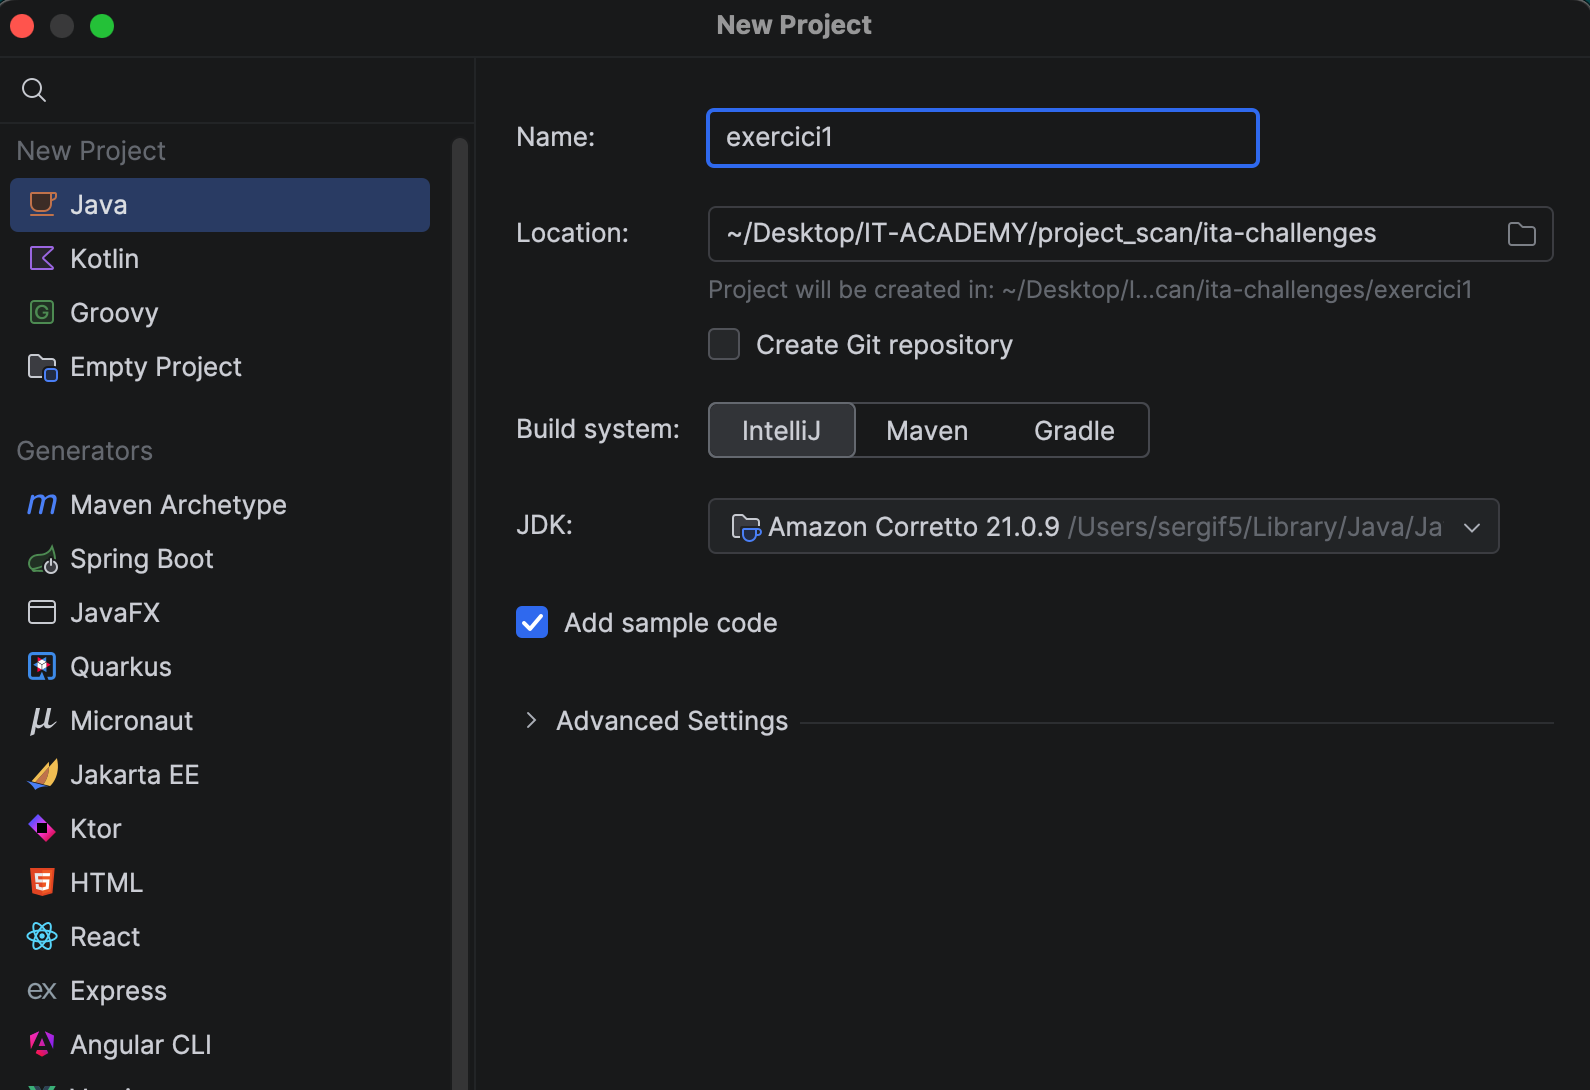 New Project
New Project
Java
Kotlin
G Groovy
Empty Project
Generators
m Maven Archetype
Spring Boot
JavaFX
Quarkus
μ Micronaut
Jakarta EE
Ktor
5 HTML
React
ex Express
A Angular CLI
Name: exercici1
Location: ~/Desktop/IT-ACADEMY/project_scan/ita-challenges
Project will be created in: ~/Desktop/I...can/ita-challenges/exercici1
Create Git repository
Build system: IntelliJ Maven Gradle
JDK: Amazon Corretto 21.0.9 /Users/sergif5/Library/Java/Ja
Add sample code
Advanced Settings